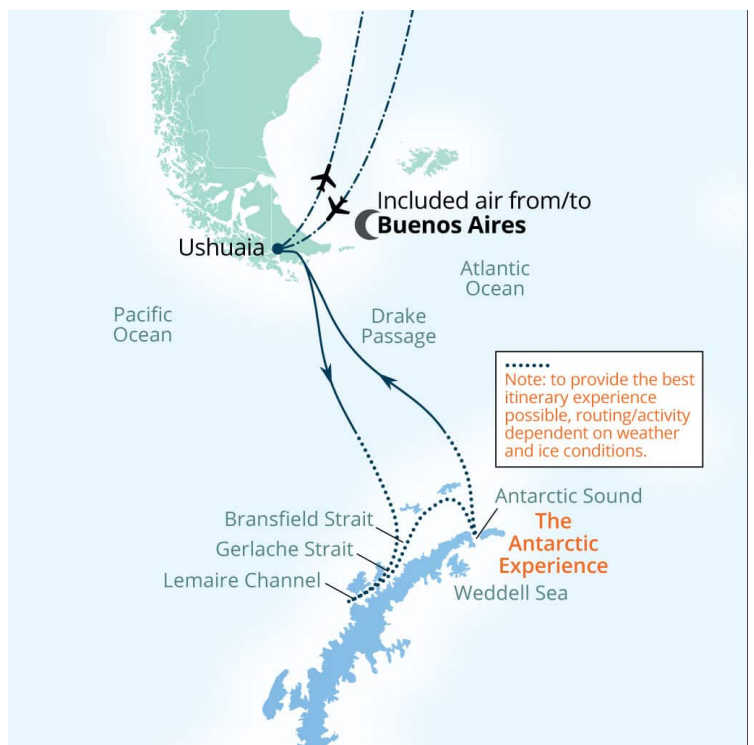 Included air from/to
Buenos Aires
Ushuaia
Atlantic
Ocean
Pacific
Ocean
Drake
Passage
Note: to provide the best
itinerary experience
possible, routing/activity
dependent on weather
and ice conditions.
Antarctic Sound
Bransfield Strait
The
Antarctic
Experience
Gerlache Strait
Lemaire Channel
Weddell Sea